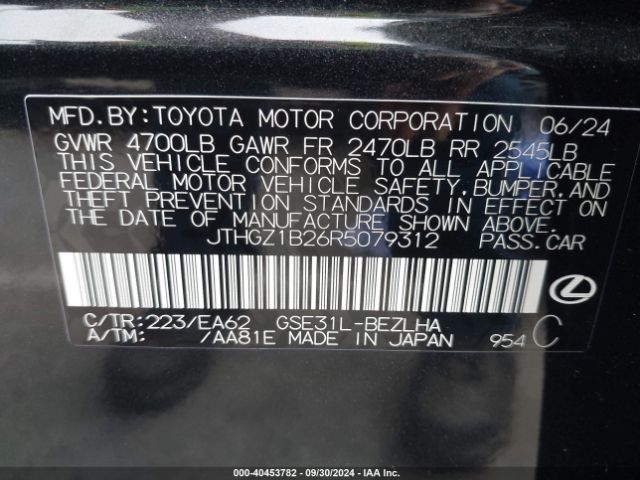 MFD.BY:TOYOTA MOTOR CORPORATION 06/24
GVWR 4700LB GAWR FR 2470LB RR 2545LB
THIS VEHICLE CONFORMS TO ALL APPLICABLE
FEDERAL MOTOR VEHICLE SAFETY,BUMPER,AND
THEFT PREVENTION STANDARDS IN EFFECT ON
THE DATE OF MANUFACTURE SHOWN ABOVE.
JTHGZ1B26R5079312 PASS.CAR
C/TR:223/EA62 GSE31L-BEZLHA
A/TM: /AA81E MADE IN JAPAN 954 C
000-40453782 - 09/30/2024 - IAA Inc.